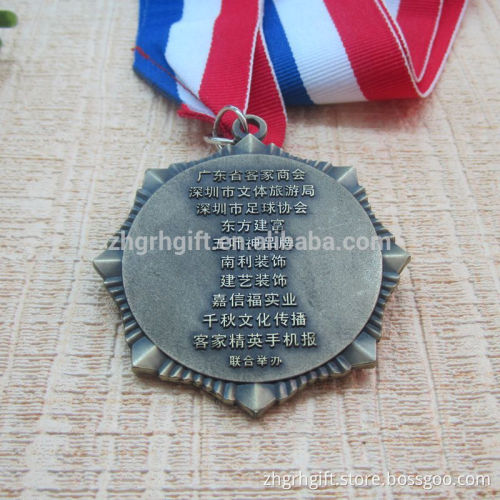 广东省客家商会
深圳市文体旅游局
深圳市足球协会
东方建富
南利装饰
建艺装饰
嘉信福实业
千秋文化传播
客家精英手机报
联合举办
zhgrhgift.store.bossgoo.com